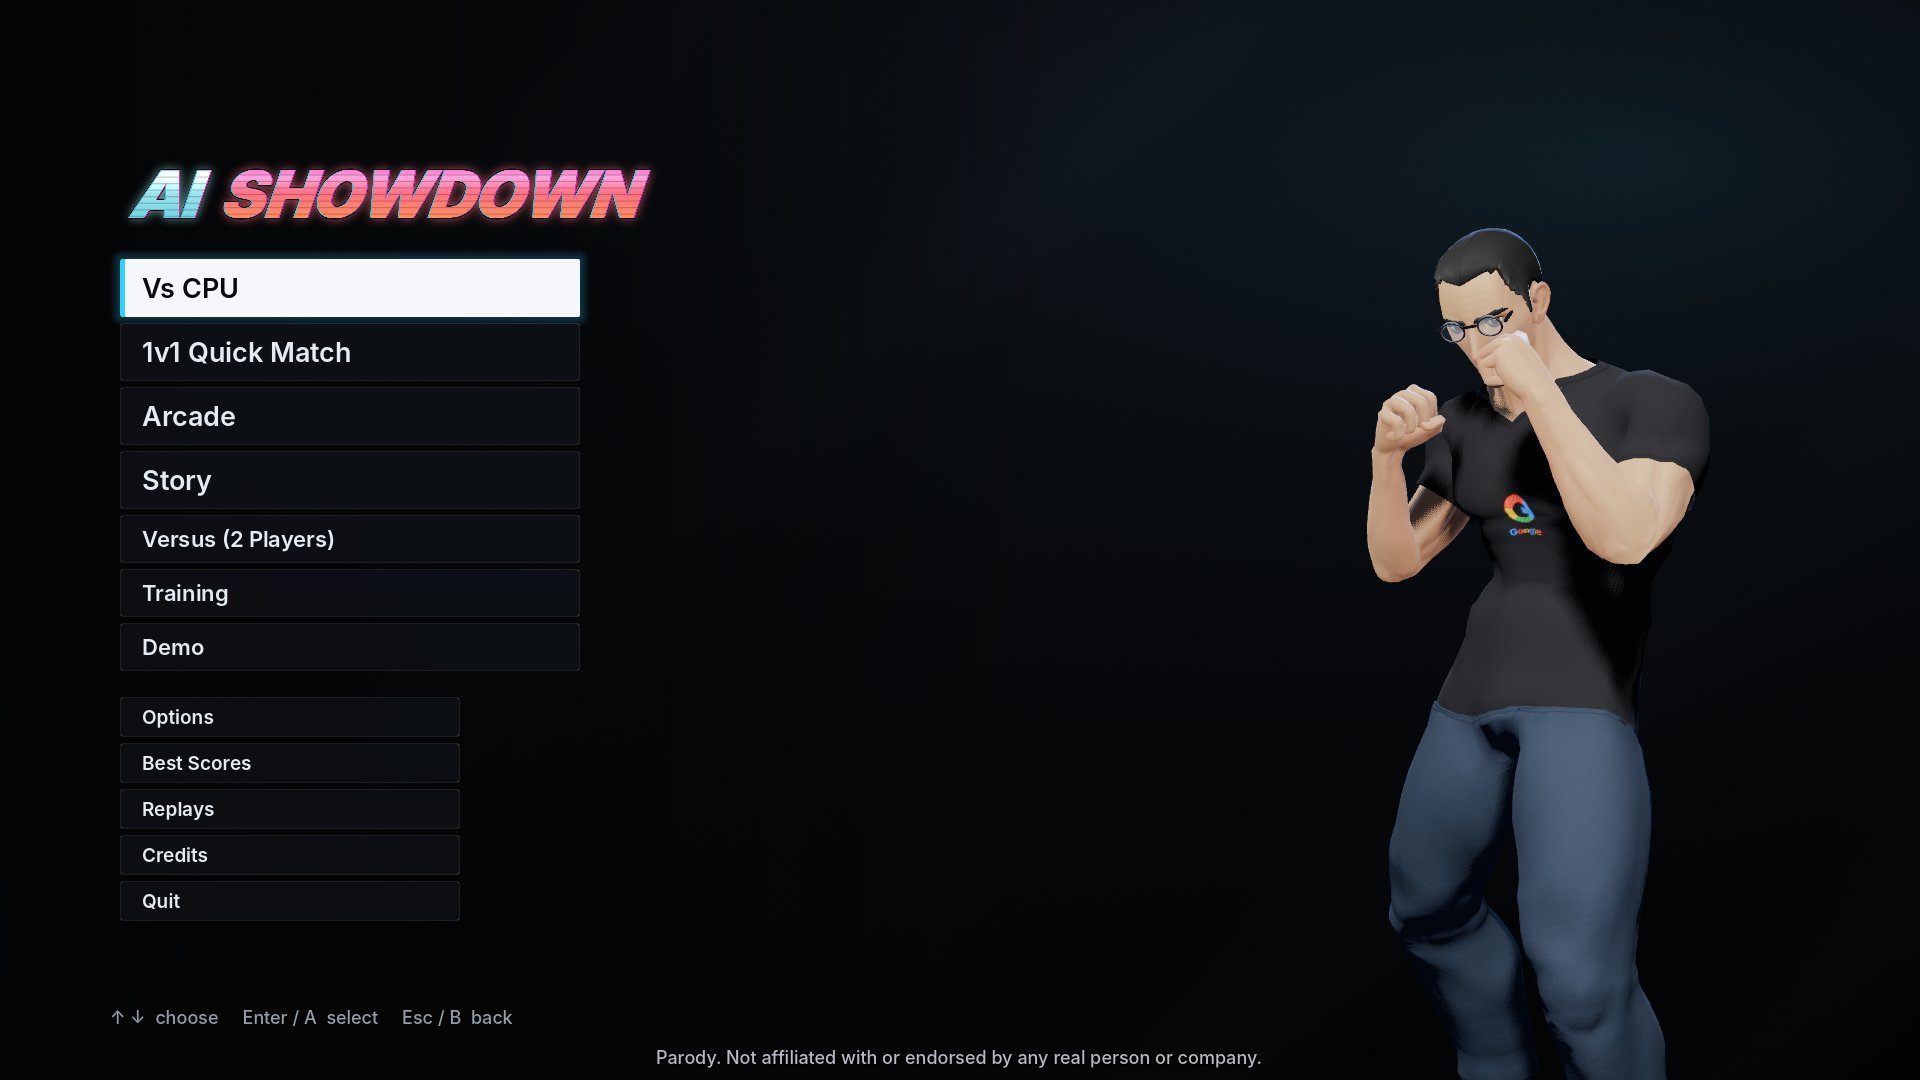 AI SHOWDOWN
Vs CPU
1v1 Quick Match
Arcade
Story
Versus (2 Players)
Training
Demo
Options
Best Scores
Replays
Credits
Quit
Google
↑↓ choose Enter / A select Esc / B back
Parody. Not affiliated with or endorsed by any real person or company.